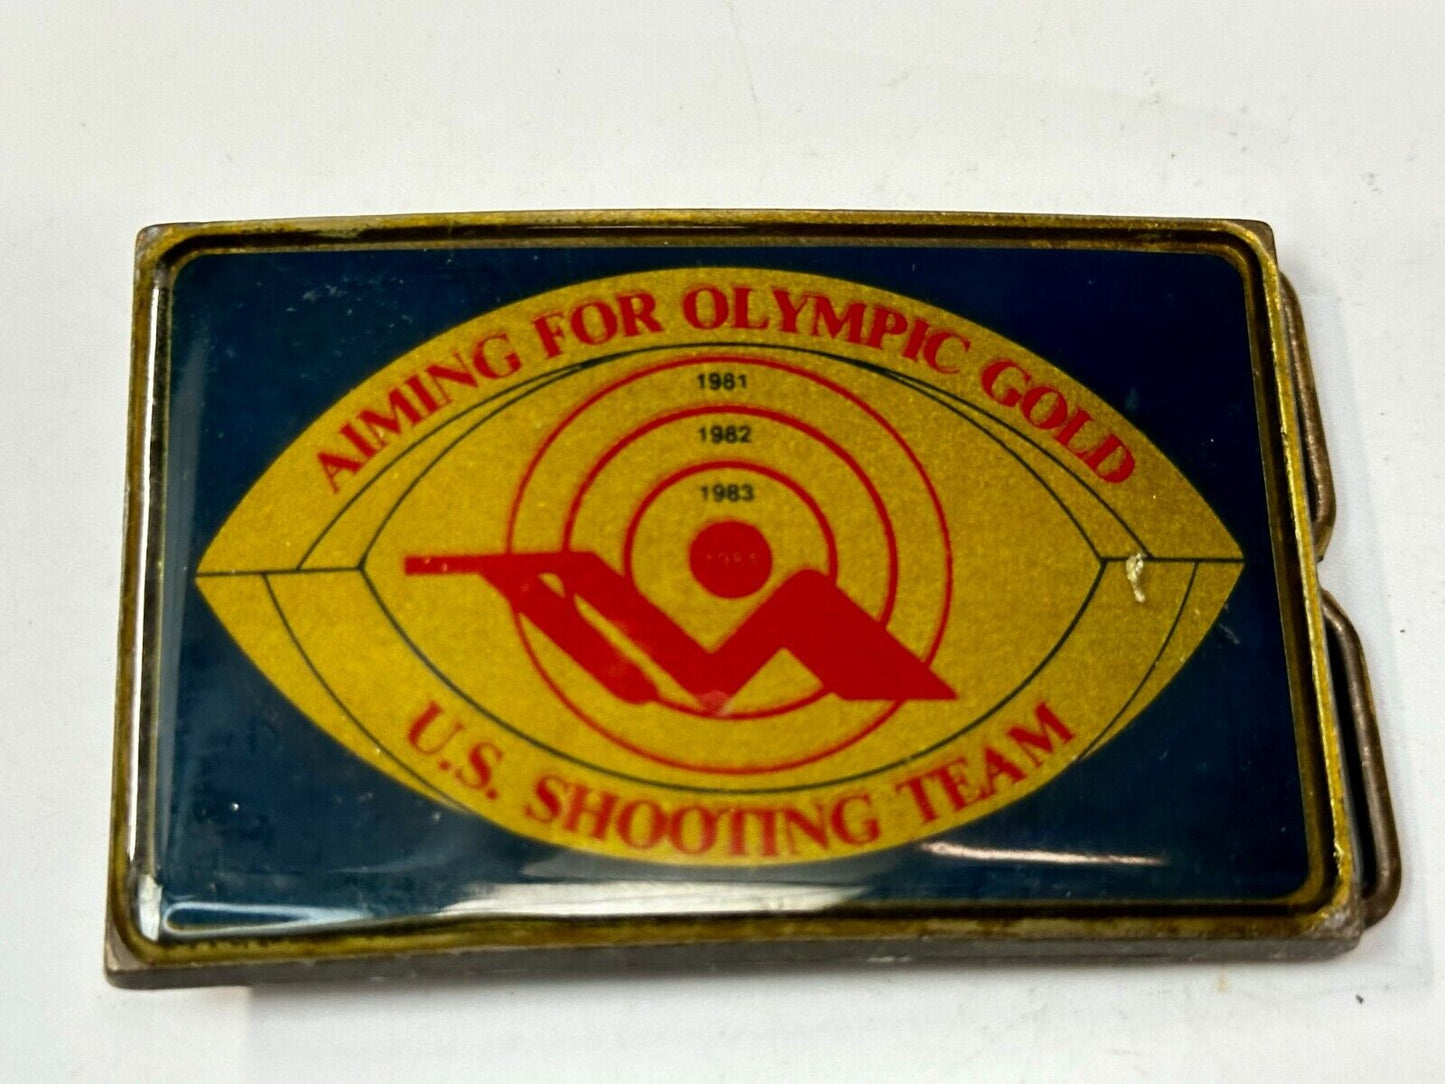 AIMING FOR OLYMPIC GOLD
1981
1982
1983
U.S. SHOOTING TEAM